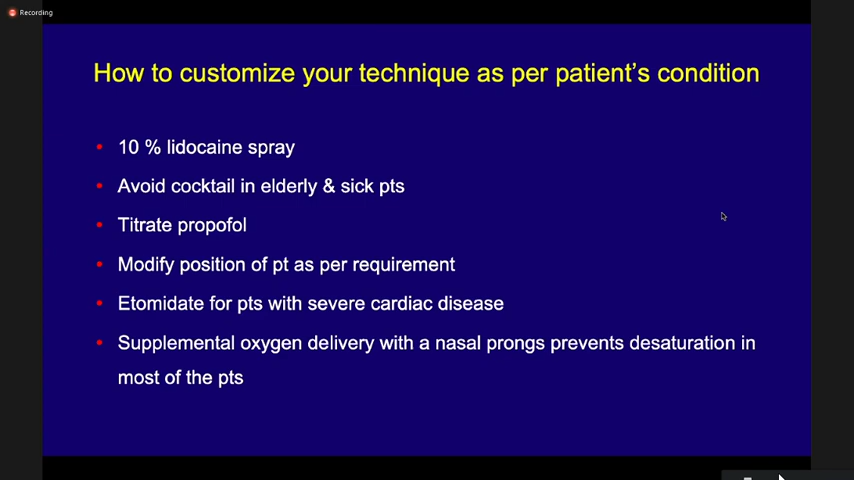 Recording
How to customize your technique as per patient's condition
• 10 % lidocaine spray
• Avoid cocktail in elderly & sick pts
• Titrate propofol
• Modify position of pt as per requirement
• Etomidate for pts with severe cardiac disease
• Supplemental oxygen delivery with a nasal prongs prevents desaturation in
most of the pts